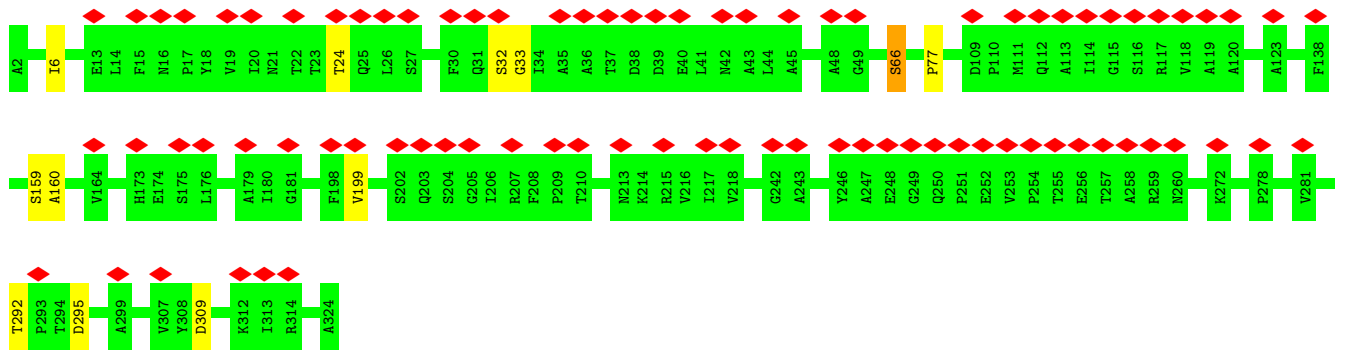 A2 I6 E13 L14 F15 N16 P17 Y18 V19 I20 N21 T22 T23 T24 Q25 L26 S27 F30 Q31 S32 G33 I34 A35 A36 T37 D38 D39 E40 L41 N42 A43 L44 A45 A48 G49 S66 P77 D109 P110 M111 Q112 A113 I114 G115 S116 R117 V118 A119 A120 A123 F138
S159 A160 V164 H173 E174 S175 L176 A179 I180 G181 F198 V199 S202 Q203 S204 G205 I206 R207 F208 P209 T210 N213 K214 R215 V216 I217 V218 G242 A243 Y246 A247 E248 G249 Q250 P251 E252 V253 P254 T255 E256 T257 A258 R259 N260 K272 P278 V281
T292 P293 T294 D295 A299 V307 Y308 D309 K312 I313 R314 A324